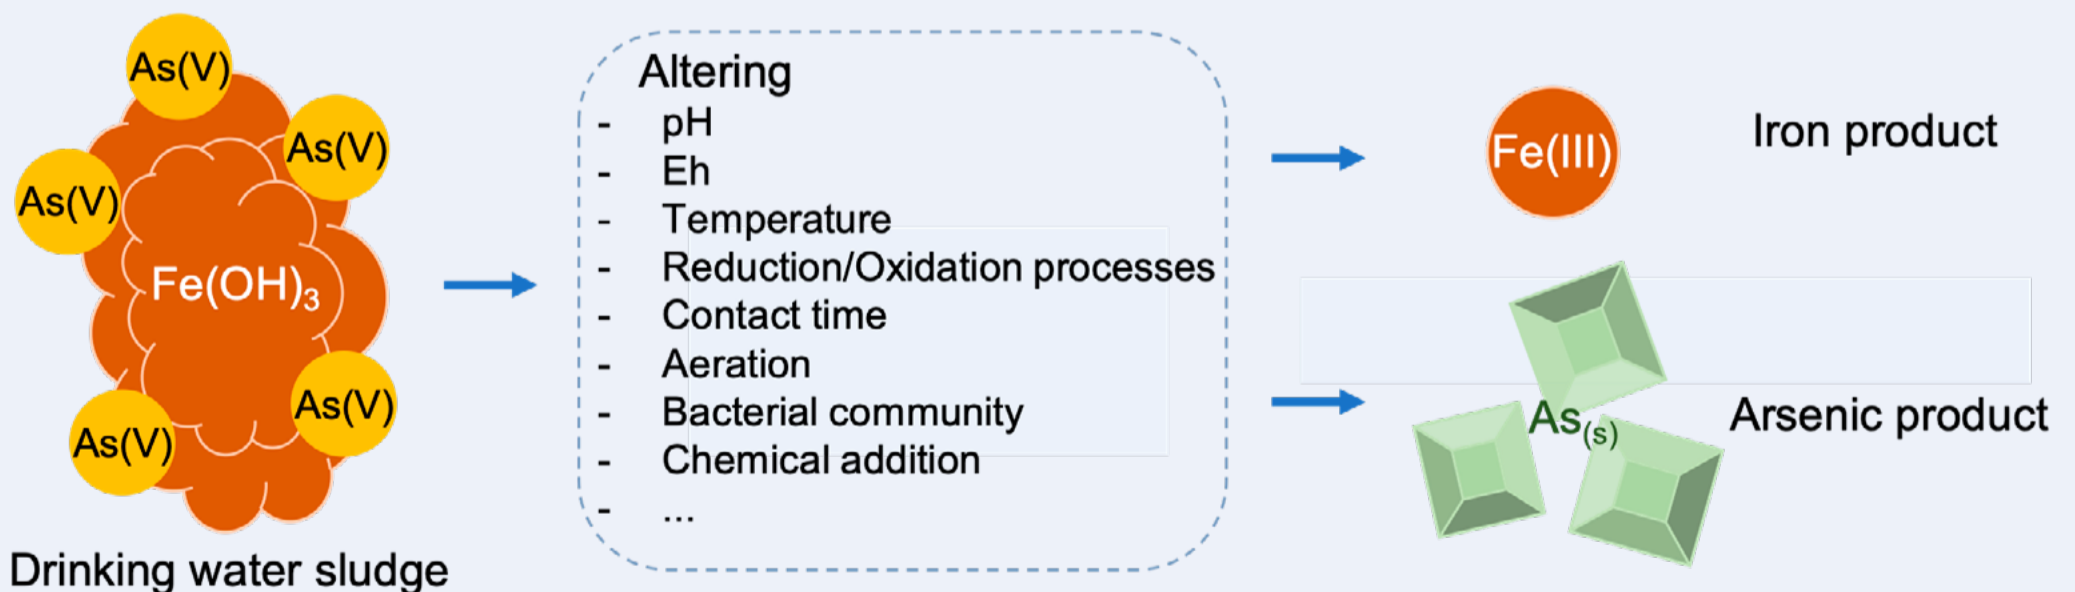 As(V)
As(V)
As(V)
Fe(OH)₃
As(V)
As(V)
Drinking water sludge
Altering
- pH
- Eh
- Temperature
- Reduction/Oxidation processes
- Contact time
- Aeration
- Bacterial community
- Chemical addition
- ...
Fe(III)
Iron product
As(s)
Arsenic product